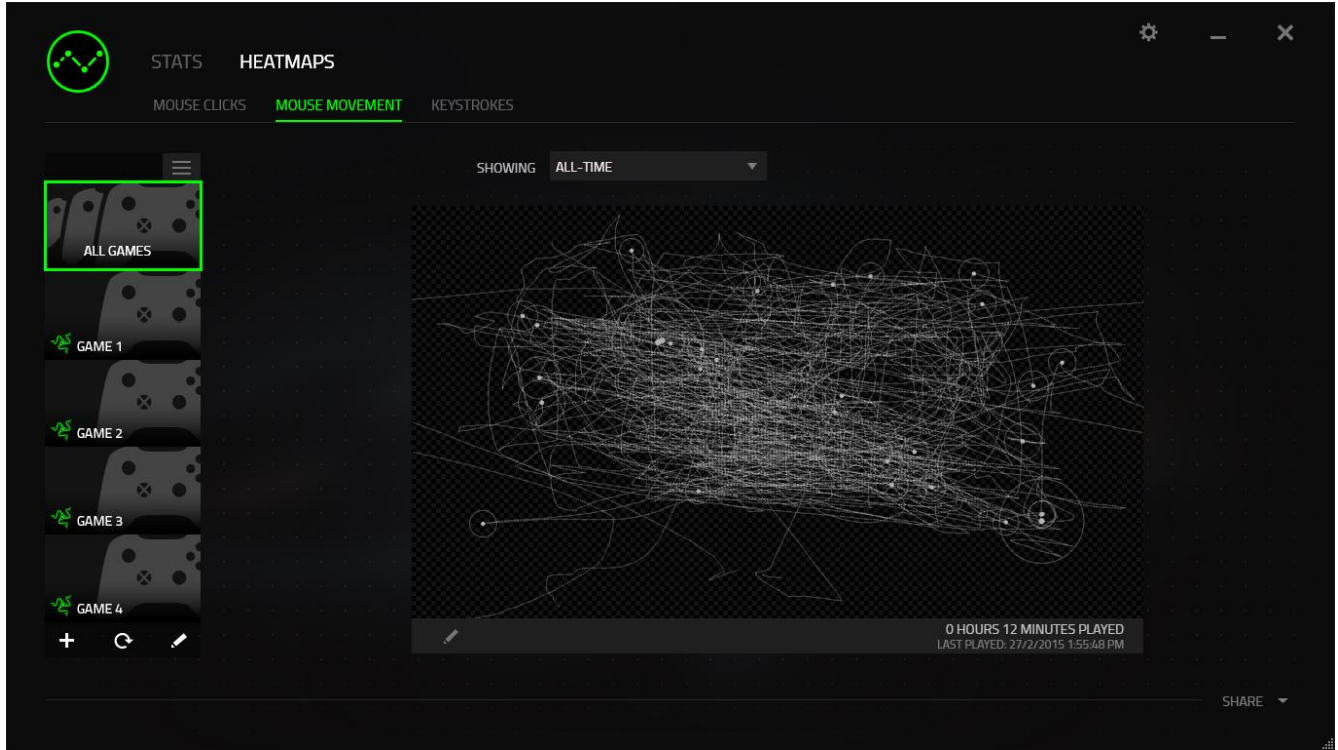 STATS HEATMAPS
MOUSE CLICKS MOUSE MOVEMENT KEYSTROKES
SHOWING ALL-TIME
ALL GAMES
GAME 1
GAME 2
GAME 3
GAME 4
0 HOURS 12 MINUTES PLAYED
LAST PLAYED: 27/2/2015 1:55:48 PM
SHARE